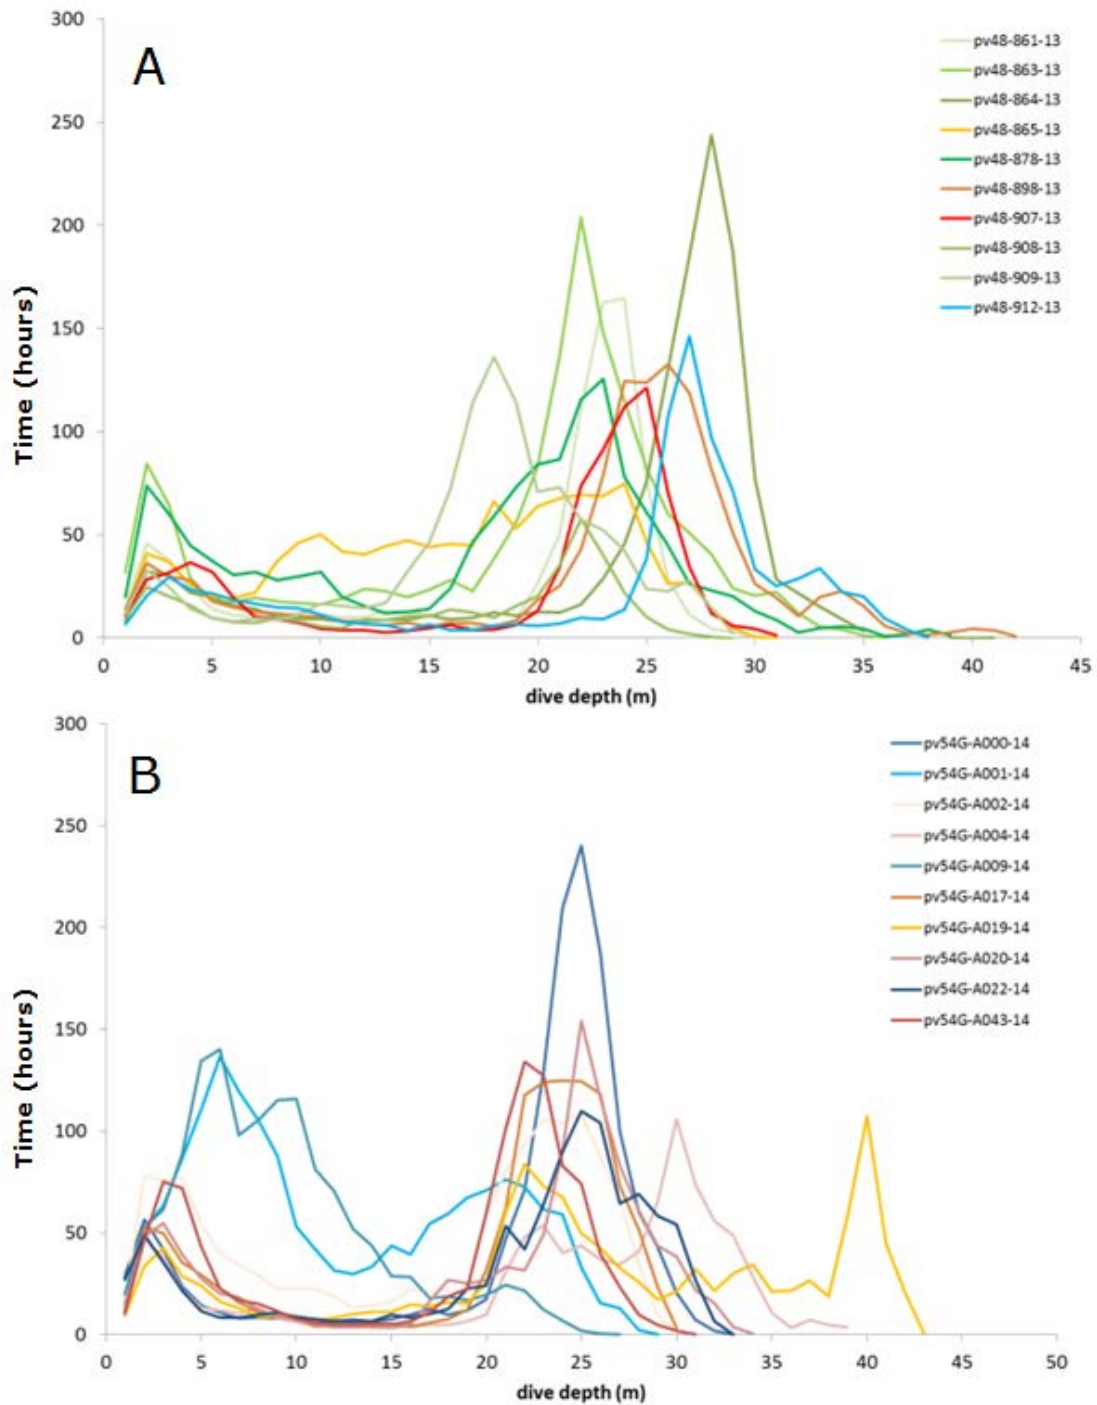 A
Time (hours)
300
250
200
150
100
50
0
0 5 10 15 20 25 30 35 40 45
dive depth (m)
pv48-861-13
pv48-863-13
pv48-864-13
pv48-865-13
pv48-878-13
pv48-898-13
pv48-907-13
pv48-908-13
pv48-909-13
pv48-912-13
B
Time (hours)
300
250
200
150
100
50
0
0 5 10 15 20 25 30 35 40 45 50
dive depth (m)
pv54G-A000-14
pv54G-A001-14
pv54G-A002-14
pv54G-A004-14
pv54G-A009-14
pv54G-A017-14
pv54G-A019-14
pv54G-A020-14
pv54G-A022-14
pv54G-A043-14